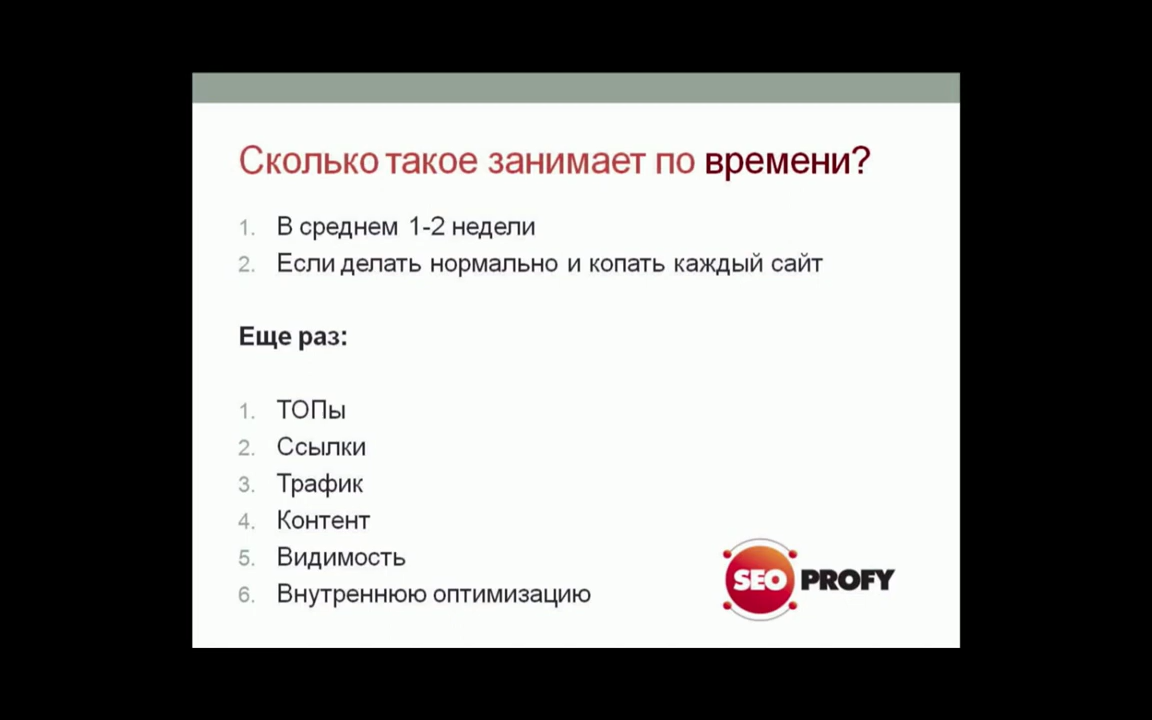 Сколько такое занимает по времени?
1. В среднем 1-2 недели
2. Если делать нормально и копать каждый сайт
Еще раз:
1. ТОПы
2. Ссылки
3. Трафик
4. Контент
5. Видимость
6. Внутреннюю оптимизацию
SEO PROFY